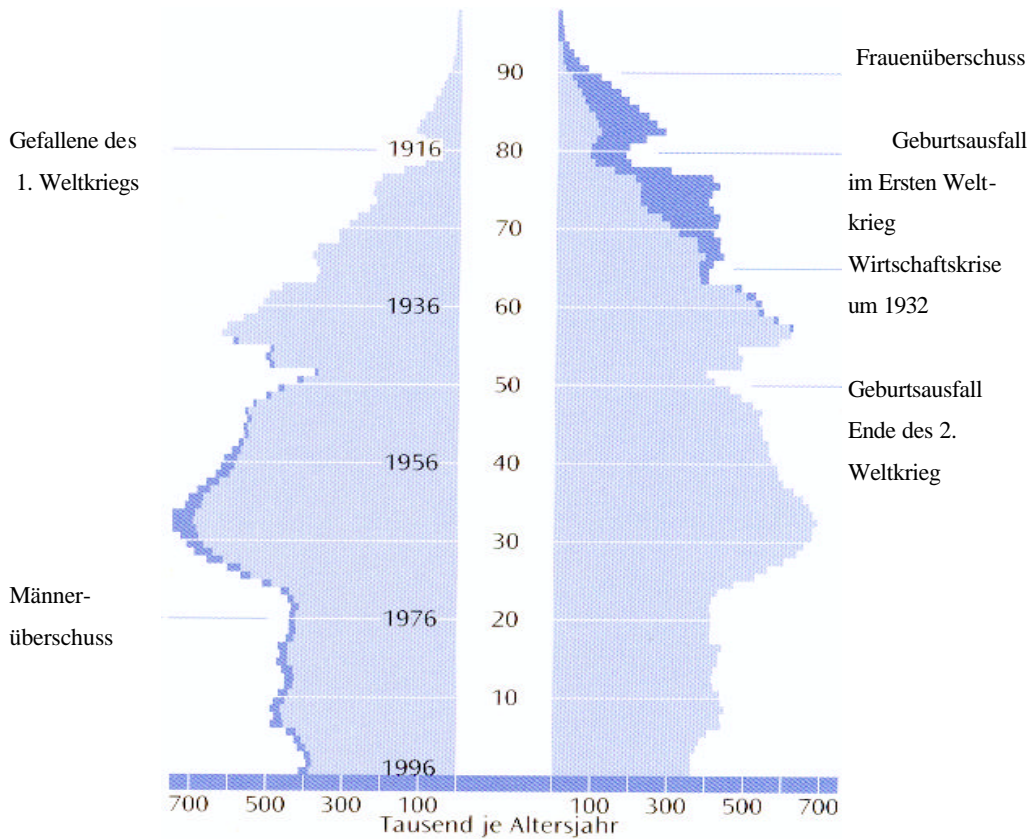 Frauenüberschuss
Gefallene des
1. Weltkriegs
Geburtsausfall
im Ersten Welt-
krieg
Wirtschaftskrise
um 1932
Geburtsausfall
Ende des 2.
Weltkrieg
Männer-
überschuss
90
1916 80
70
1936 60
50
1956 40
30
1976 20
10
1996
700 500 300 100 100 300 500 700
Tausend je Altersjahr